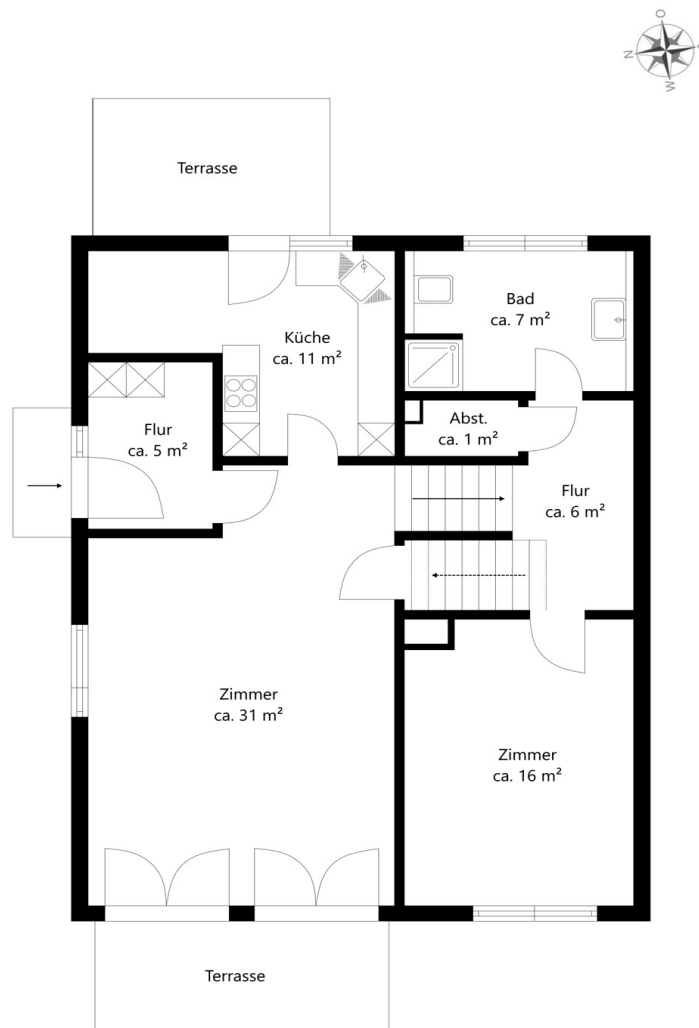 O
N
W
Terrasse
Bad
ca. 7 m²
Küche
ca. 11 m²
Abst.
ca. 1 m²
Flur
ca. 5 m²
Flur
ca. 6 m²
Zimmer
ca. 31 m²
Zimmer
ca. 16 m²
Terrasse